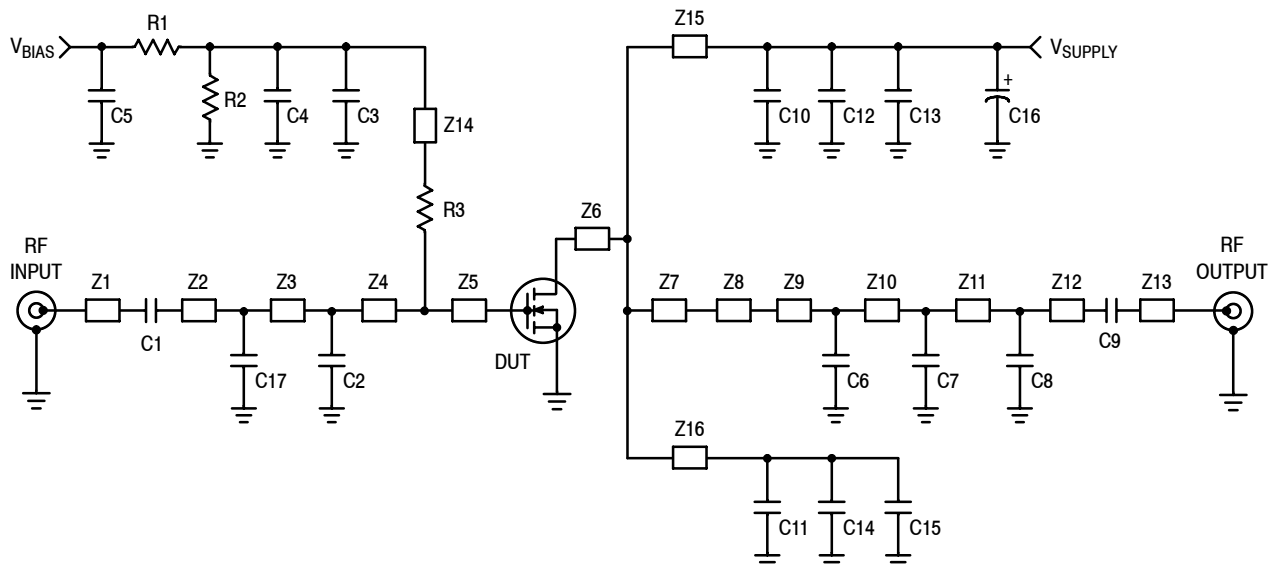 R1
Z15
V_BIAS
V_SUPPLY
R2
+
C5
C4
C3
Z14
C10
C12
C13
C16
R3
Z6
RF
INPUT
RF
OUTPUT
Z1
Z2
Z3
Z4
Z5
Z7
Z8
Z9
Z10
Z11
Z12
Z13
C1
DUT
C9
C17
C2
C6
C7
C8
Z16
C11
C14
C15